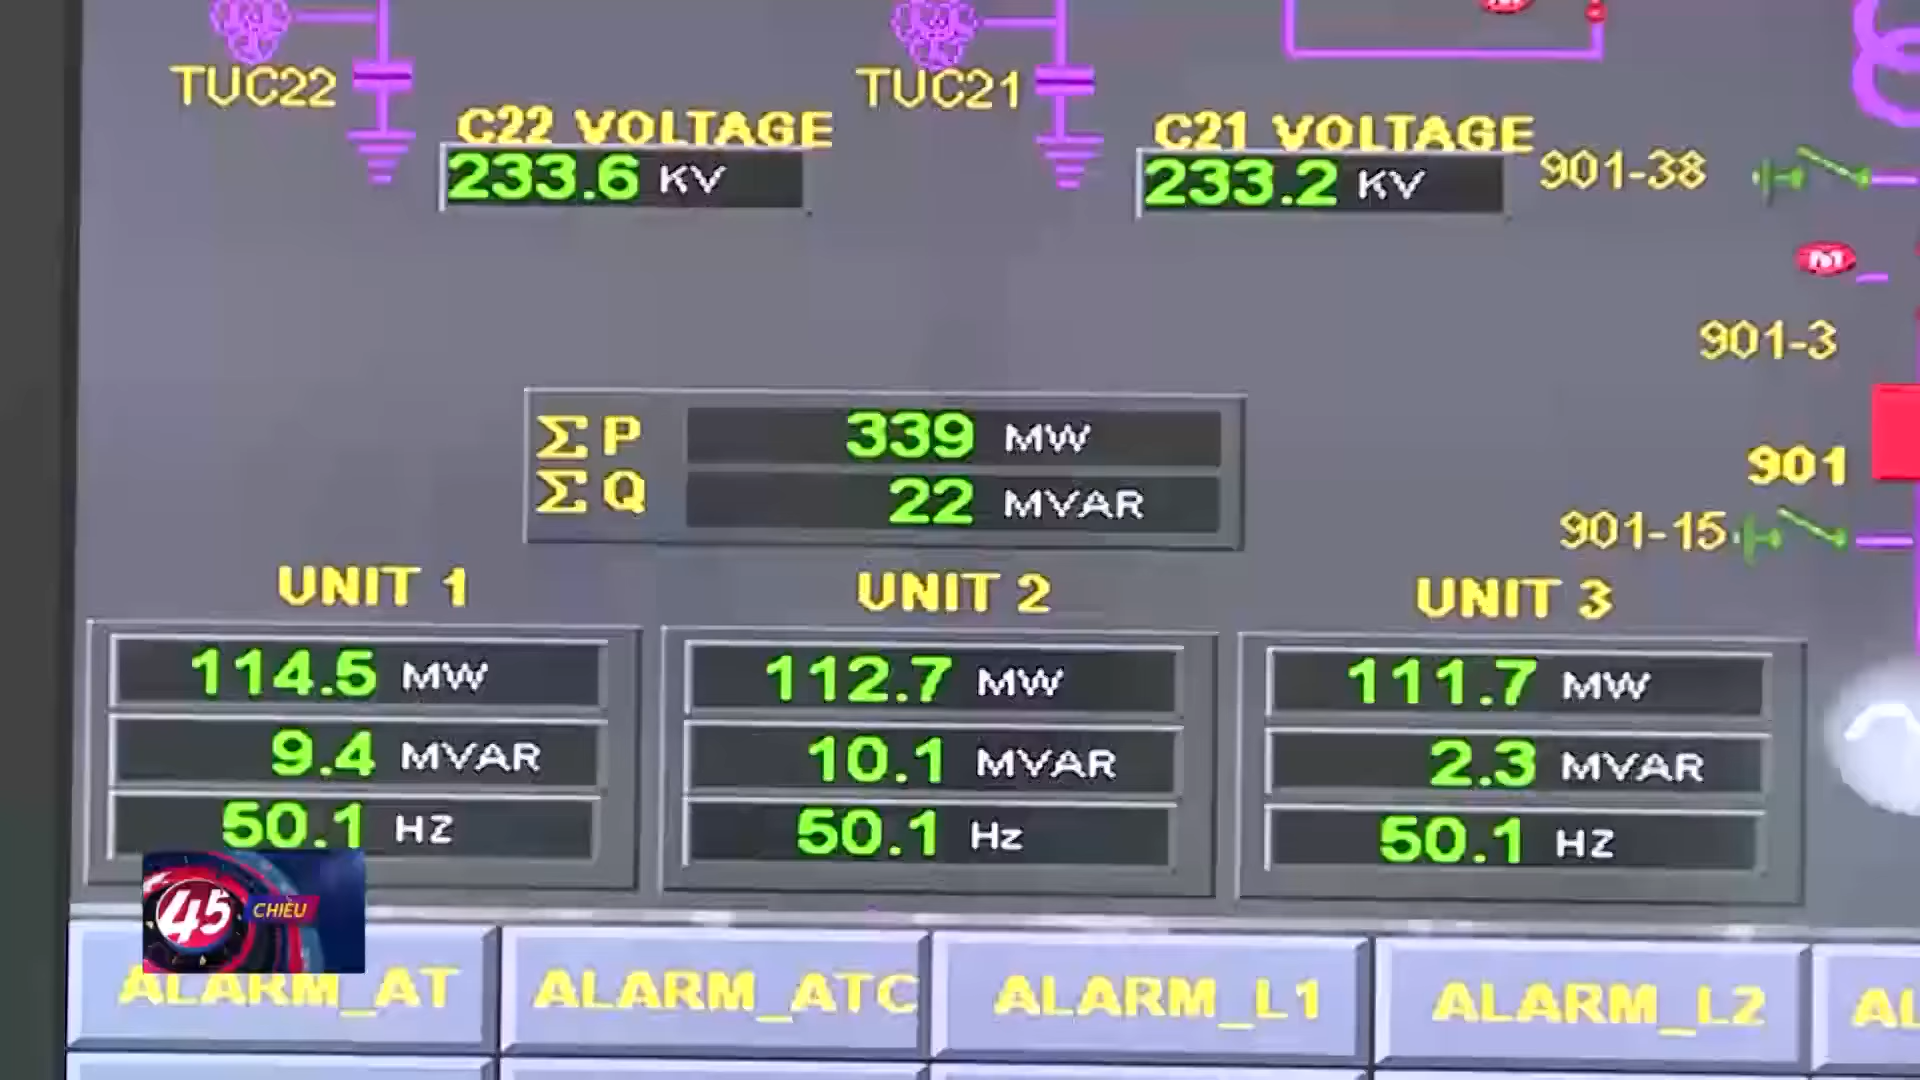 TUC22
TUC21
C22 VOLTAGE
233.6 KV
C21 VOLTAGE
233.2 KV
901-38
M
901-3
Σ P 339 MW
Σ Q 22 MVAR
901
901-15
UNIT 1
114.5 MW
9.4 MVAR
50.1 HZ
UNIT 2
112.7 MW
10.1 MVAR
50.1 Hz
UNIT 3
111.7 MW
2.3 MVAR
50.1 HZ
45 CHIỀU
ALARM_AT
ALARM_ATC
ALARM_L1
ALARM_L2